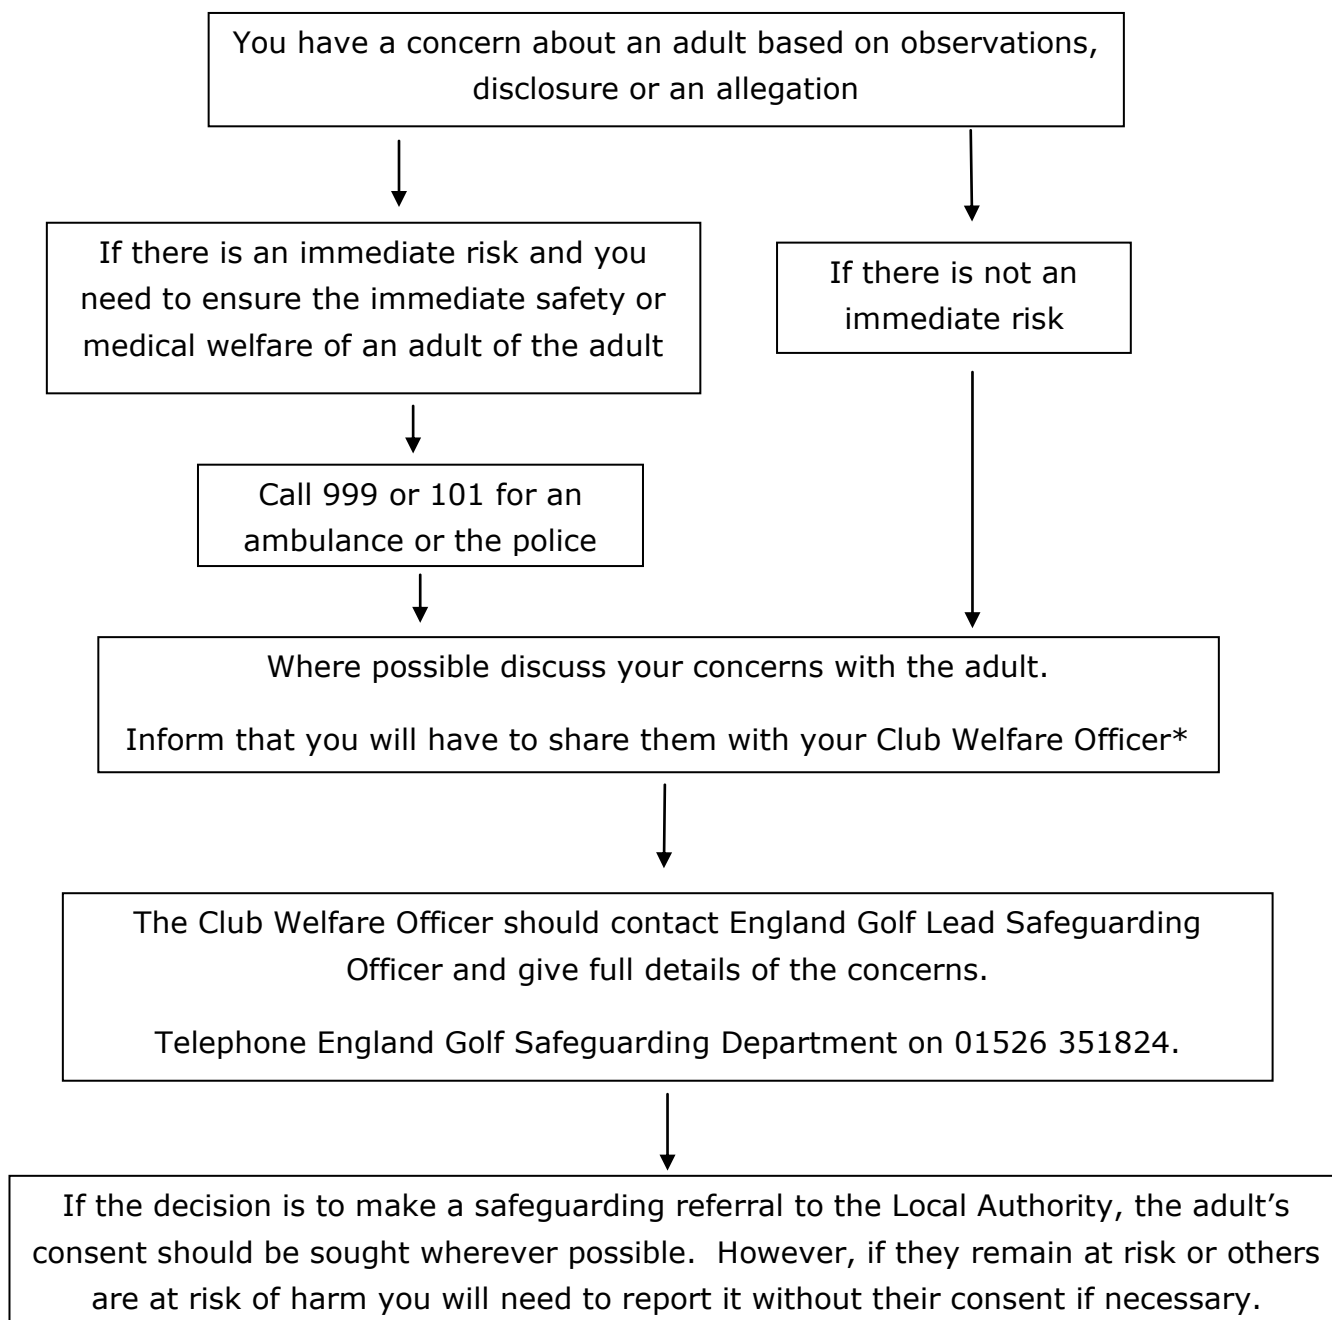 You have a concern about an adult based on observations,
disclosure or an allegation
If there is an immediate risk and you
need to ensure the immediate safety or
medical welfare of an adult of the adult
If there is not an
immediate risk
Call 999 or 101 for an
ambulance or the police
Where possible discuss your concerns with the adult.
Inform that you will have to share them with your Club Welfare Officer*
The Club Welfare Officer should contact England Golf Lead Safeguarding
Officer and give full details of the concerns.
Telephone England Golf Safeguarding Department on 01526 351824.
If the decision is to make a safeguarding referral to the Local Authority, the adult’s
consent should be sought wherever possible.  However, if they remain at risk or others
are at risk of harm you will need to report it without their consent if necessary.